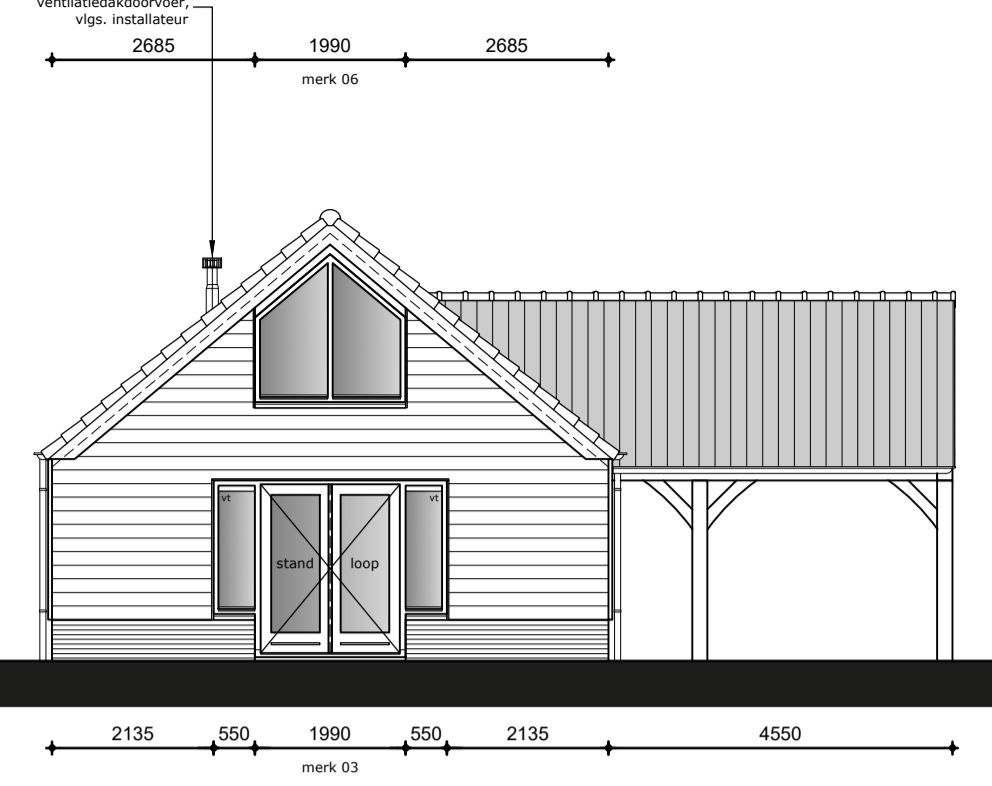 ventilatiedakdoorvoer,
vlgs. installateur
2685 1990 2685
merk 06
vt vt
stand loop
2135 550 1990 550 2135 4550
merk 03